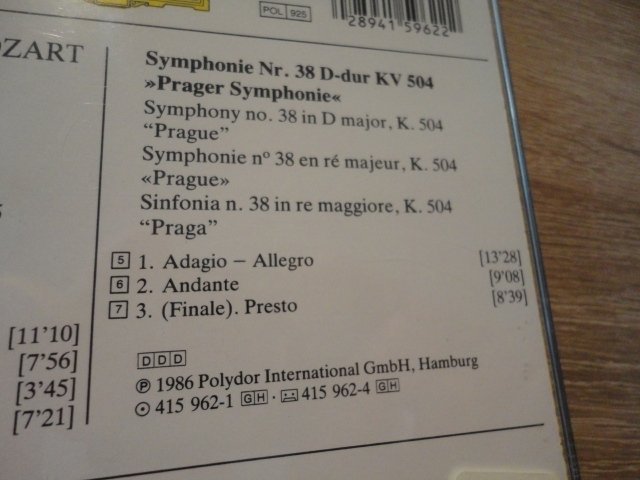 POL 925
28941 59622
ZART
Symphonie Nr. 38 D-dur KV 504
»Prager Symphonie«
Symphony no. 38 in D major, K. 504
“Prague”
Symphonie nº 38 en ré majeur, K. 504
«Prague»
Sinfonia n. 38 in re maggiore, K. 504
“Praga”
5 1. Adagio – Allegro [13’28]
6 2. Andante [9’08]
7 3. (Finale). Presto [8’39]
[11’10]
[7’56]
[3’45]
[7’21]
DDD
℗ 1986 Polydor International GmbH, Hamburg
415 962-1 GH · 415 962-4 GH